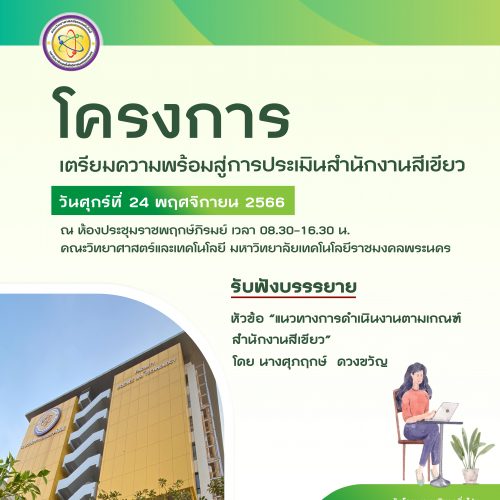 โครงการ
เตรียมความพร้อมสู่การประเมินสำนักงานสีเขียว
วันศุกร์ที่ 24 พฤศจิกายน 2566
ณ ห้องประชุมราชพฤกษ์ภิรมย์ เวลา 08.30-16.30 น.
คณะวิทยาศาสตร์และเทคโนโลยี มหาวิทยาลัยเทคโนโลยีราชมงคลพระนคร
รับฟังบรรรยาย
หัวข้อ “แนวทางการดำเนินงานตามเกณฑ์
สำนักงานสีเขียว”
โดย นางศุภฤกษ์ ดวงขวัญ